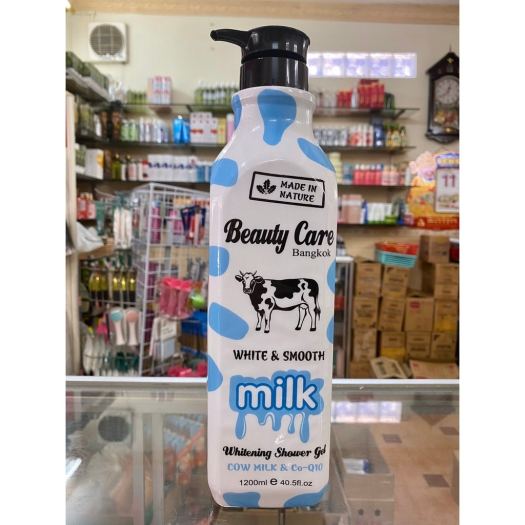 MADE IN
NATURE
Beauty Care
Bangkok
WHITE & SMOOTH
milk
Whitening Shower Gel
COW MILK & Co-Q10
1200ml e 40.5fl.oz
11